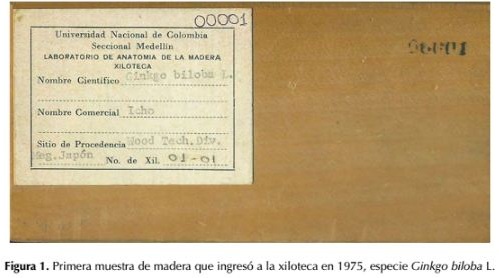 00001
Universidad Nacional de Colombia
Seccional Medellín
LABORATORIO DE ANATOMIA DE LA MADERA
XILOTECA
Nombre Científico Ginkgo biloba L.
Nombre Comercial Icho
Sitio de Procedencia Wood Tech. Div.
Meg. Japón No. de Xil. 01-01
Figura 1. Primera muestra de madera que ingresó a la xiloteca en 1975, especie Ginkgo biloba L.